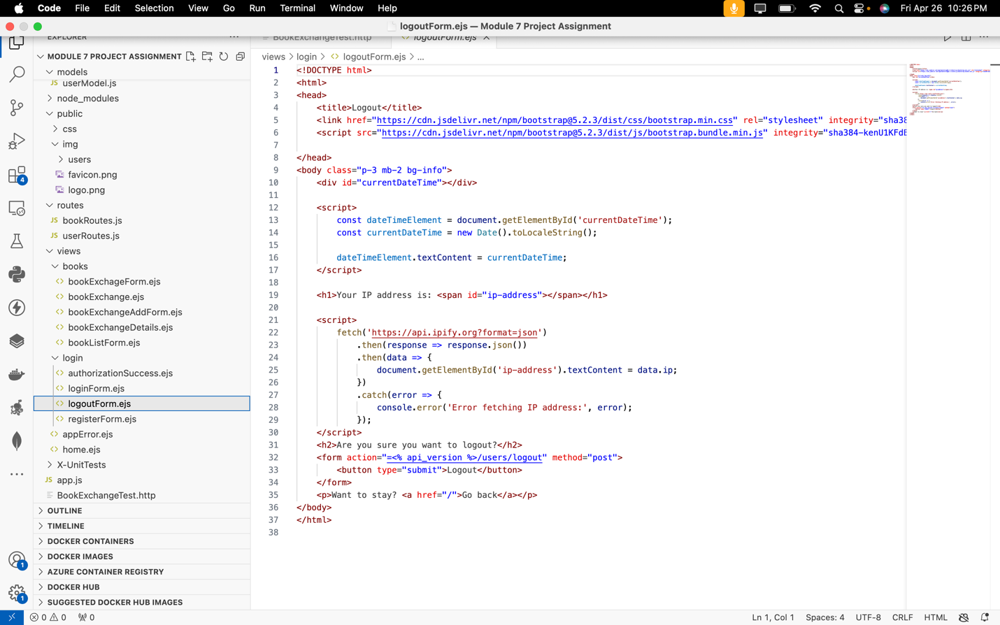 Code File Edit Selection View Go Run Terminal Window Help Fri Apr 26 10:26 PM
logoutForm.ejs — Module 7 Project Assignment
EXPLORER
BookExchangeTest.http
logoutForm.ejs
MODULE 7 PROJECT ASSIGNMENT
models
userModel.js
node_modules
public
css
img
users
favicon.png
logo.png
routes
bookRoutes.js
userRoutes.js
views
books
bookExchageForm.ejs
bookExchange.ejs
bookExchangeAddForm.ejs
bookExchangeDetails.ejs
bookListForm.ejs
login
authorizationSuccess.ejs
loginForm.ejs
logoutForm.ejs
registerForm.ejs
appError.ejs
home.ejs
X-UnitTests
app.js
BookExchangeTest.http
OUTLINE
TIMELINE
DOCKER CONTAINERS
DOCKER IMAGES
AZURE CONTAINER REGISTRY
DOCKER HUB
SUGGESTED DOCKER HUB IMAGES
4
1
1
views > login > <> logoutForm.ejs > ...
1 <!DOCTYPE html>
2 <html>
3 <head>
4 <title>Logout</title>
5 <link href="https://cdn.jsdelivr.net/npm/bootstrap@5.2.3/dist/css/bootstrap.min.css" rel="stylesheet" integrity="sha38
6 <script src="https://cdn.jsdelivr.net/npm/bootstrap@5.2.3/dist/js/bootstrap.bundle.min.js" integrity="sha384-kenU1KFdE
7
8 </head>
9 <body class="p-3 mb-2 bg-info">
10 <div id="currentDateTime"></div>
11
12 <script>
13 const dateTimeElement = document.getElementById('currentDateTime');
14 const currentDateTime = new Date().toLocaleString();
15
16 dateTimeElement.textContent = currentDateTime;
17 </script>
18
19 <h1>Your IP address is: <span id="ip-address"></span></h1>
20
21 <script>
22 fetch('https://api.ipify.org?format=json')
23 .then(response => response.json())
24 .then(data => {
25 document.getElementById('ip-address').textContent = data.ip;
26 })
27 .catch(error => {
28 console.error('Error fetching IP address:', error);
29 });
30 </script>
31 <h2>Are you sure you want to logout?</h2>
32 <form action="=<% api_version %>/users/logout" method="post">
33 <button type="submit">Logout</button>
34 </form>
35 <p>Want to stay? <a href="/">Go back</a></p>
36 </body>
37 </html>
38
0 0 0 Ln 1, Col 1 Spaces: 4 UTF-8 CRLF HTML